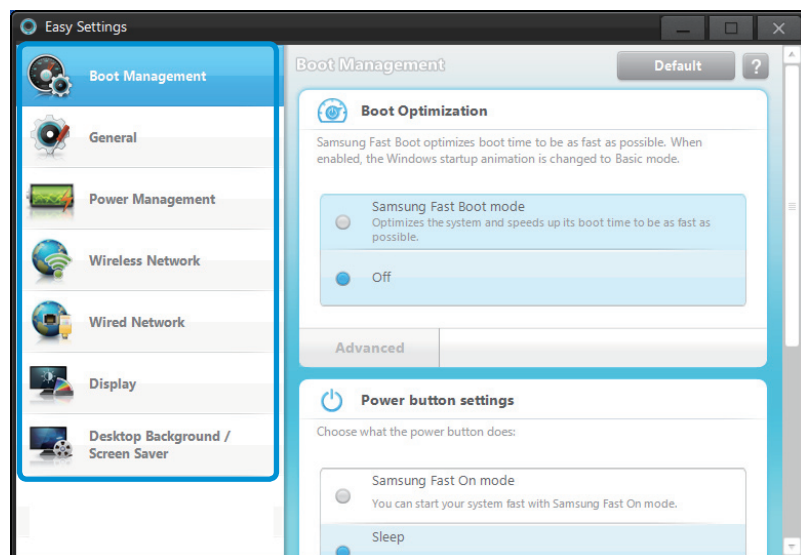 Easy Settings
Boot Management
General
Power Management
Wireless Network
Wired Network
Display
Desktop Background /
Screen Saver
Boot Management
Default
?
Boot Optimization
Samsung Fast Boot optimizes boot time to be as fast as possible. When
enabled, the Windows startup animation is changed to Basic mode.
Samsung Fast Boot mode
Optimizes the system and speeds up its boot time to be as fast as
possible.
Off
Advanced
Power button settings
Choose what the power button does:
Samsung Fast On mode
You can start your system fast with Samsung Fast On mode.
Sleep